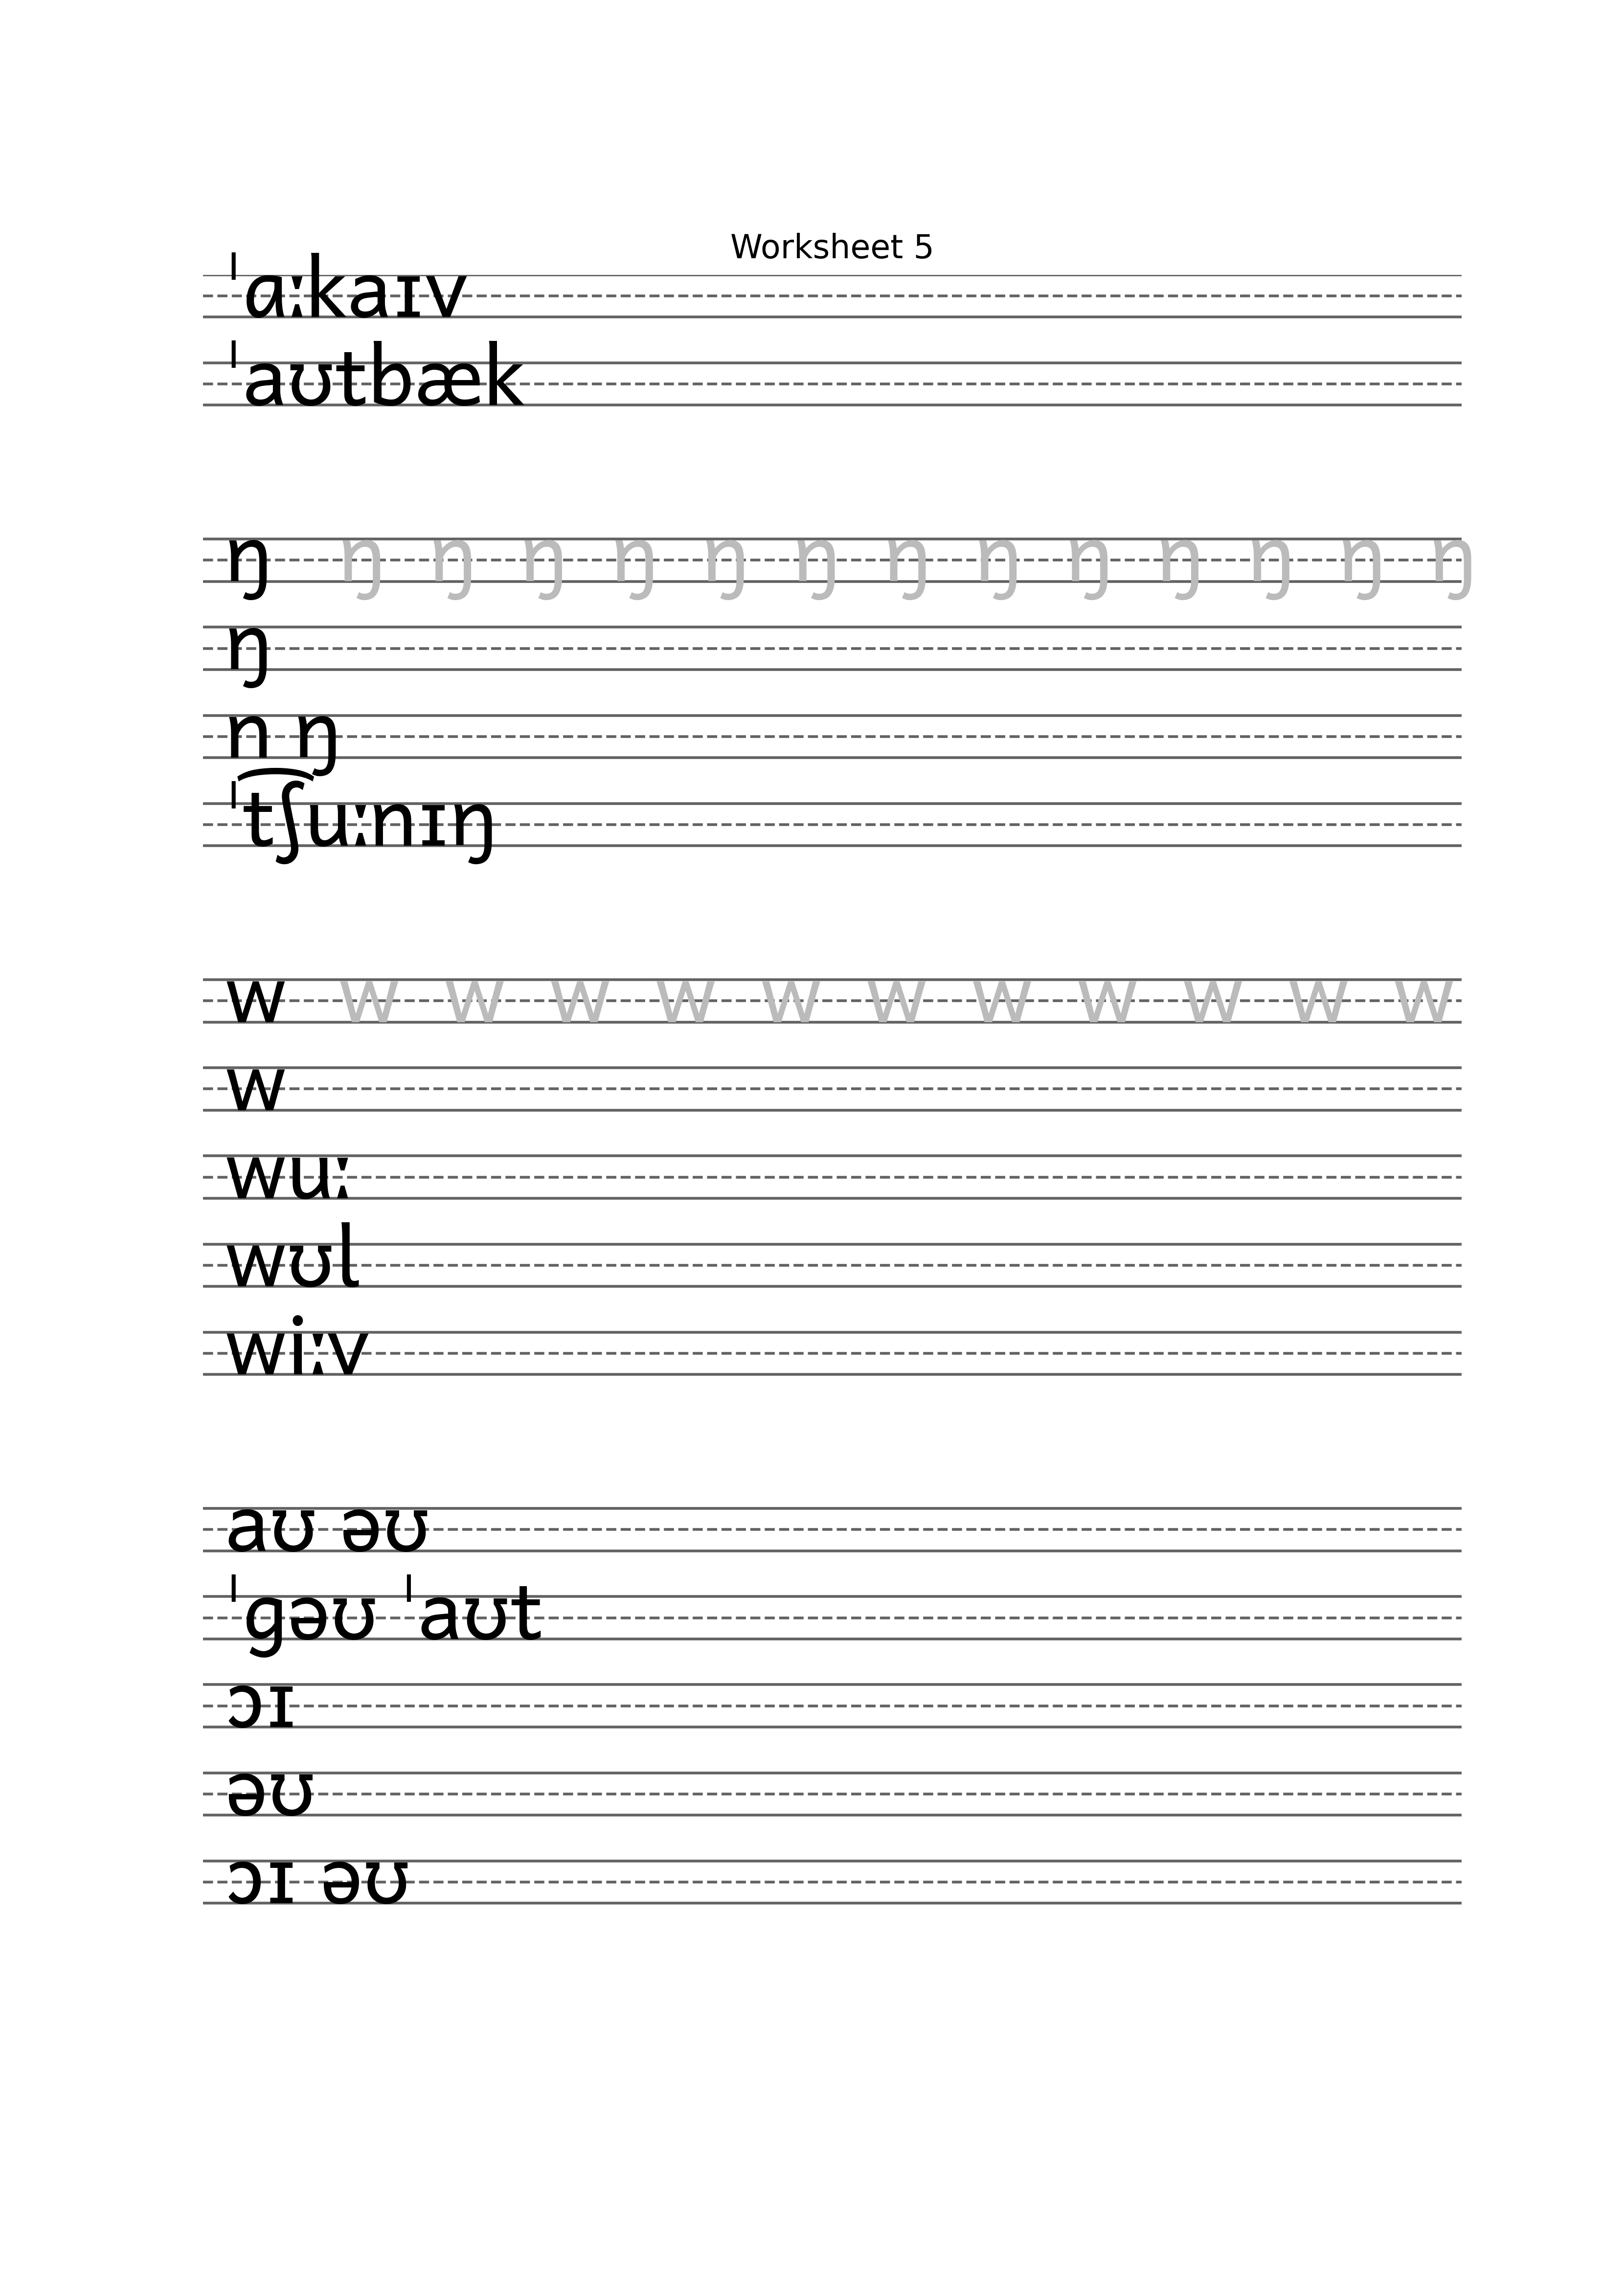 Worksheet 5
ˈɑːkaɪv
ˈaʊtbæk
ŋ ŋ ŋ ŋ ŋ ŋ ŋ ŋ ŋ ŋ ŋ ŋ ŋ ŋ
ŋ
n ŋ
ˈt͡ʃuːnɪŋ
w w w w w w w w w w w w
w
wuː
wʊl
wiːv
aʊ əʊ
ˈɡəʊ ˈaʊt
ɔɪ
əʊ
ɔɪ əʊ